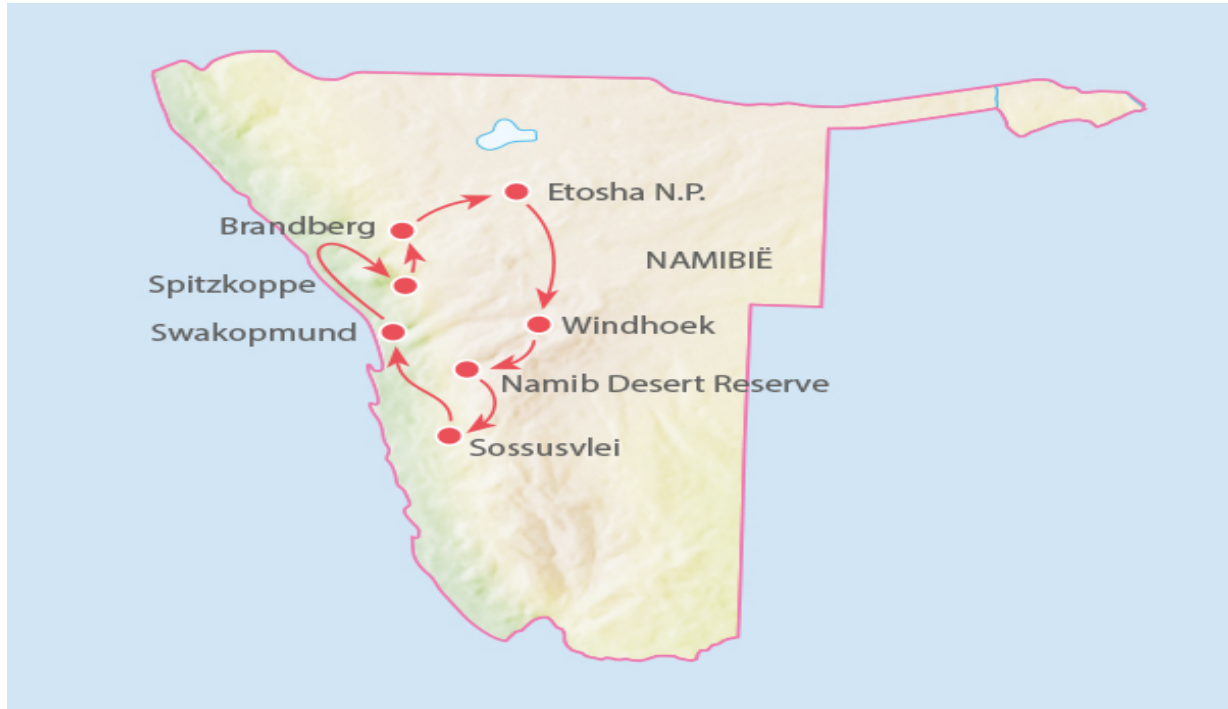 Etosha N.P.
Brandberg
NAMIBIË
Spitzkoppe
Windhoek
Swakopmund
Namib Desert Reserve
Sossusvlei